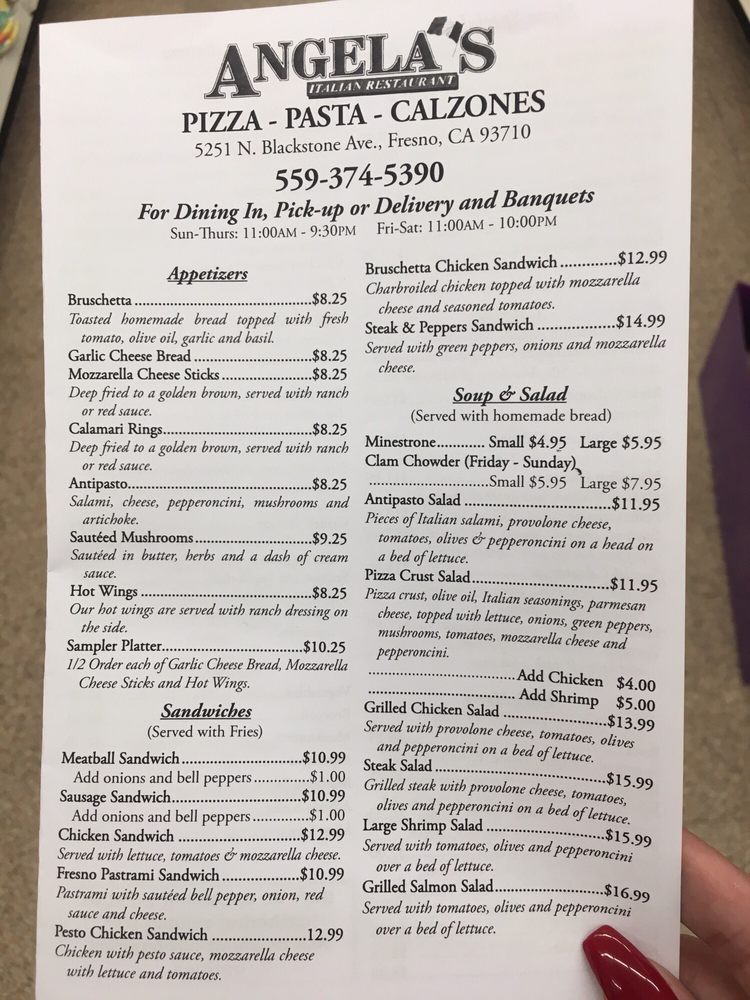 ANGELA'S
ITALIAN RESTAURANT
PIZZA - PASTA - CALZONES
5251 N. Blackstone Ave., Fresno, CA 93710
559-374-5390
For Dining In, Pick-up or Delivery and Banquets
Sun-Thurs: 11:00AM - 9:30PM Fri-Sat: 11:00AM - 10:00PM
Appetizers
Bruschetta ........................................$8.25
Toasted homemade bread topped with fresh
tomato, olive oil, garlic and basil.
Garlic Cheese Bread ...........................$8.25
Mozzarella Cheese Sticks .....................$8.25
Deep fried to a golden brown, served with ranch
or red sauce.
Calamari Rings...................................$8.25
Deep fried to a golden brown, served with ranch
or red sauce.
Antipasto..........................................$8.25
Salami, cheese, pepperoncini, mushrooms and
artichoke.
Sautéed Mushrooms...........................$9.25
Sautéed in butter, herbs and a dash of cream
sauce.
Hot Wings .......................................$8.25
Our hot wings are served with ranch dressing on
the side.
Sampler Platter.................................$10.25
1/2 Order each of Garlic Cheese Bread, Mozzarella
Cheese Sticks and Hot Wings.
Sandwiches
(Served with Fries)
Meatball Sandwich ............................$10.99
Add onions and bell peppers.............$1.00
Sausage Sandwich..............................$10.99
Add onions and bell peppers.............$1.00
Chicken Sandwich ............................$12.99
Served with lettuce, tomatoes & mozzarella cheese.
Fresno Pastrami Sandwich ..................$10.99
Pastrami with sautéed bell pepper, onion, red
sauce and cheese.
Pesto Chicken Sandwich .....................12.99
Chicken with pesto sauce, mozzarella cheese
with lettuce and tomatoes.
Bruschetta Chicken Sandwich .............$12.99
Charbroiled chicken topped with mozzarella
cheese and seasoned tomatoes.
Steak & Peppers Sandwich ..................$14.99
Served with green peppers, onions and mozzarella
cheese.
Soup & Salad
(Served with homemade bread)
Minestrone........... Small $4.95 Large $5.95
Clam Chowder (Friday - Sunday)
...........................Small $5.95 Large $7.95
Antipasto Salad .................................$11.95
Pieces of Italian salami, provolone cheese,
tomatoes, olives & pepperoncini on a head on
a bed of lettuce.
Pizza Crust Salad................................$11.95
Pizza crust, olive oil, Italian seasonings, parmesan
cheese, topped with lettuce, onions, green peppers,
mushrooms, tomatoes, mozzarella cheese and
pepperoncini.
.................................. Add Chicken $4.00
.................................. Add Shrimp $5.00
Grilled Chicken Salad ........................$13.99
Served with provolone cheese, tomatoes, olives
and pepperoncini on a bed of lettuce.
Steak Salad .......................................$15.99
Grilled steak with provolone cheese, tomatoes,
olives and pepperoncini on a bed of lettuce.
Large Shrimp Salad ...........................$15.99
Served with tomatoes, olives and pepperoncini
over a bed of lettuce.
Grilled Salmon Salad.........................$16.99
Served with tomatoes, olives and pepperoncini
over a bed of lettuce.